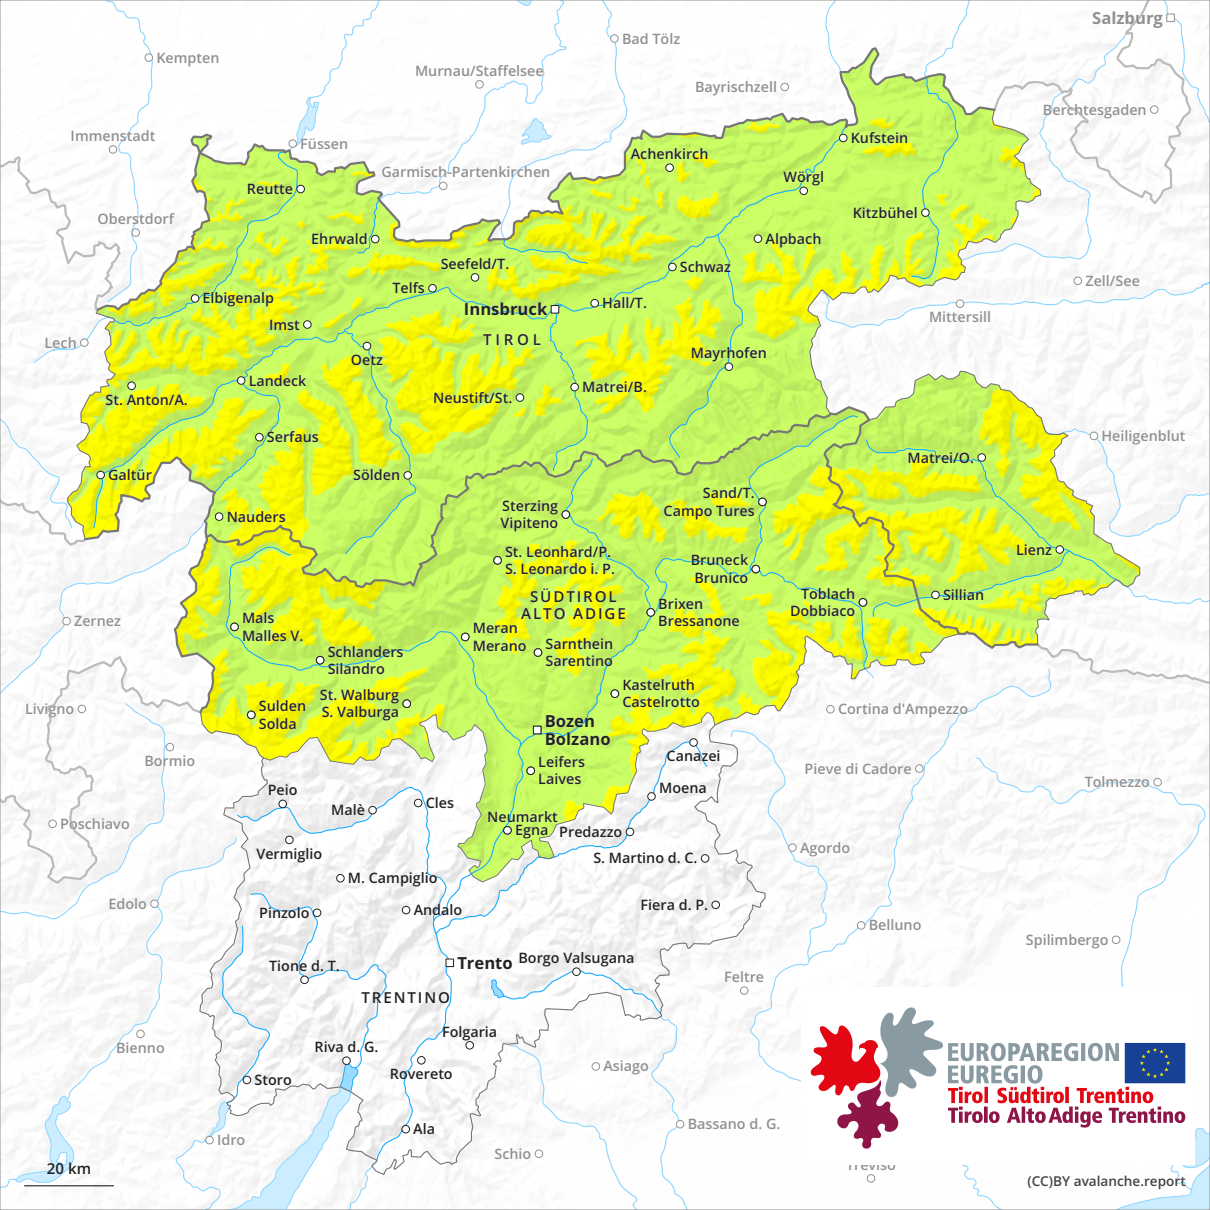 Salzburg
Bad Tölz
Kempten
Murnau/Staffelsee
Bayrischzell
Berchtesgaden
Immenstadt
Füssen
Kufstein
Achenkirch
Garmisch-Partenkirchen
Wörgl
Reutte
Kitzbühel
Oberstdorf
Ehrwald
Alpbach
Seefeld/T.
Schwaz
Zell/See
Telfs
Elbigenalp
Hall/T.
Innsbruck
Mittersill
Imst
TIROL
Lech
Mayrhofen
Oetz
Landeck
Matrei/B.
St. Anton/A.
Neustift/St.
Serfaus
Heiligenblut
Matrei/O.
Galtür
Sölden
Sand/T.
Campo Tures
Sterzing
Vipiteno
Nauders
Lienz
St. Leonhard/P.
S. Leonardo i. P.
Bruneck
Brunico
SÜDTIROL
ALTO ADIGE
Toblach
Dobbiaco
Sillian
Brixen
Bressanone
Mals
Malles V.
Zernez
Meran
Merano
Sarnthein
Sarentino
Schlanders
Silandro
Kastelruth
Castelrotto
St. Walburg
S. Valburga
Sulden
Solda
Livigno
Cortina d'Ampezzo
Bozen
Bolzano
Bormio
Canazei
Leifers
Laives
Pieve di Cadore
Tolmezzo
Peio
Moena
Malè
Cles
Neumarkt
Egna
Predazzo
Poschiavo
Vermiglio
S. Martino d. C.
Agordo
M. Campiglio
Edolo
Pinzolo
Andalo
Fiera d. P.
Belluno
Spilimbergo
Trento
Borgo Valsugana
Tione d. T.
Feltre
TRENTINO
Folgaria
Bienno
Riva d. G.
EUROPAREGION
EUREGIO
Asiago
Rovereto
Storo
Tirol Südtirol Trentino
Tirolo Alto Adige Trentino
Ala
Bassano d. G.
Idro
Schio
Treviso
20 km
(CC)BY avalanche.report